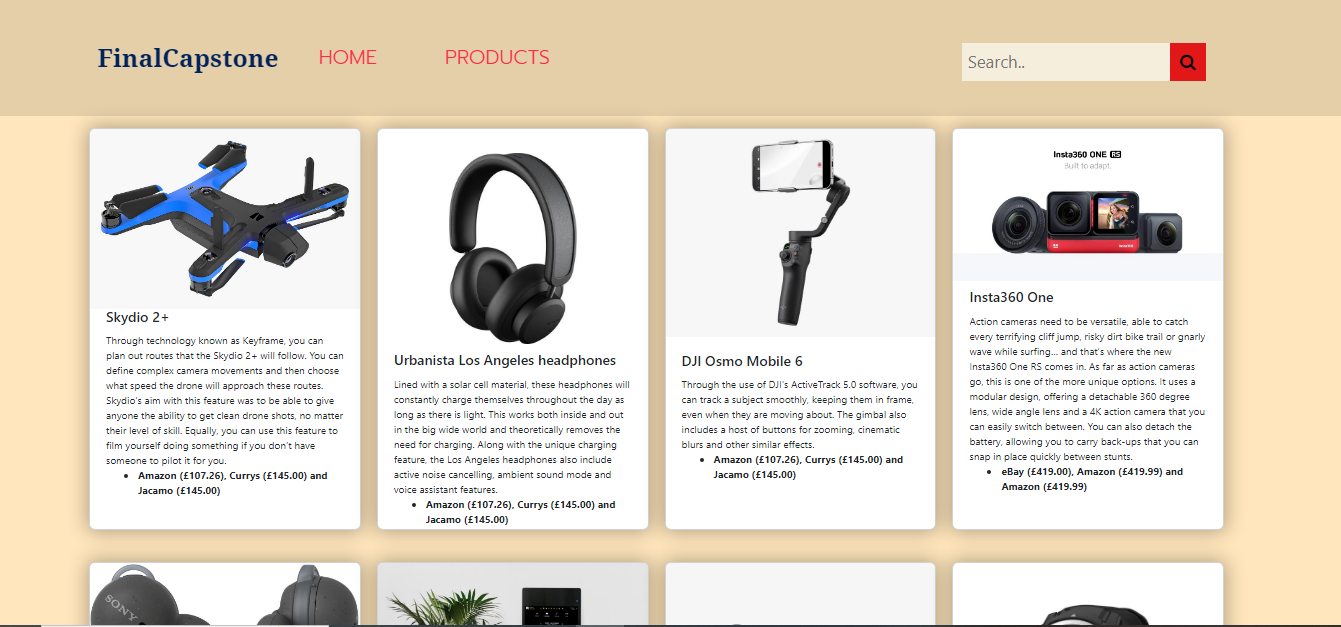 FinalCapstone
HOME
PRODUCTS
Search..
Skydio 2+
Through technology known as Keyframe, you can
plan out routes that the Skydio 2+ will follow. You can
define complex camera movements and then choose
what speed the drone will approach these routes.
Skydio's aim with this feature was to be able to give
anyone the ability to get clean drone shots, no matter
their level of skill. Equally, you can use this feature to
film yourself doing something if you don't have
someone to pilot it for you.
Amazon (£107.26), Currys (£145.00) and
Jacamo (£145.00)
Urbanista Los Angeles headphones
Lined with a solar cell material, these headphones will
constantly charge themselves throughout the day as
long as there is light. This works both inside and out
in the big wide world and theoretically removes the
need for charging. Along with the unique charging
feature, the Los Angeles headphones also include
active noise cancelling, ambient sound mode and
voice assistant features.
Amazon (£107.26), Currys (£145.00) and
Jacamo (£145.00)
DJI Osmo Mobile 6
Through the use of DJI's ActiveTrack 5.0 software, you
can track a subject smoothly, keeping them in frame,
even when they are moving about. The gimbal also
includes a host of buttons for zooming, cinematic
blurs and other similar effects.
Amazon (£107.26), Currys (£145.00) and
Jacamo (£145.00)
Insta360 ONE RS
Built to adapt.
Insta360 One
Action cameras need to be versatile, able to catch
every terrifying cliff jump, risky dirt bike trail or gnarly
wave while surfing... and that's where the new
Insta360 One RS comes in. As far as action cameras
go, this is one of the more unique options. It uses a
modular design, offering a detachable 360 degree
lens, wide angle lens and a 4K action camera that you
can easily switch between. You can also detach the
battery, allowing you to carry back-ups that you can
snap in place quickly between stunts.
eBay (£419.00), Amazon (£419.99) and
Amazon (£419.99)
SONY